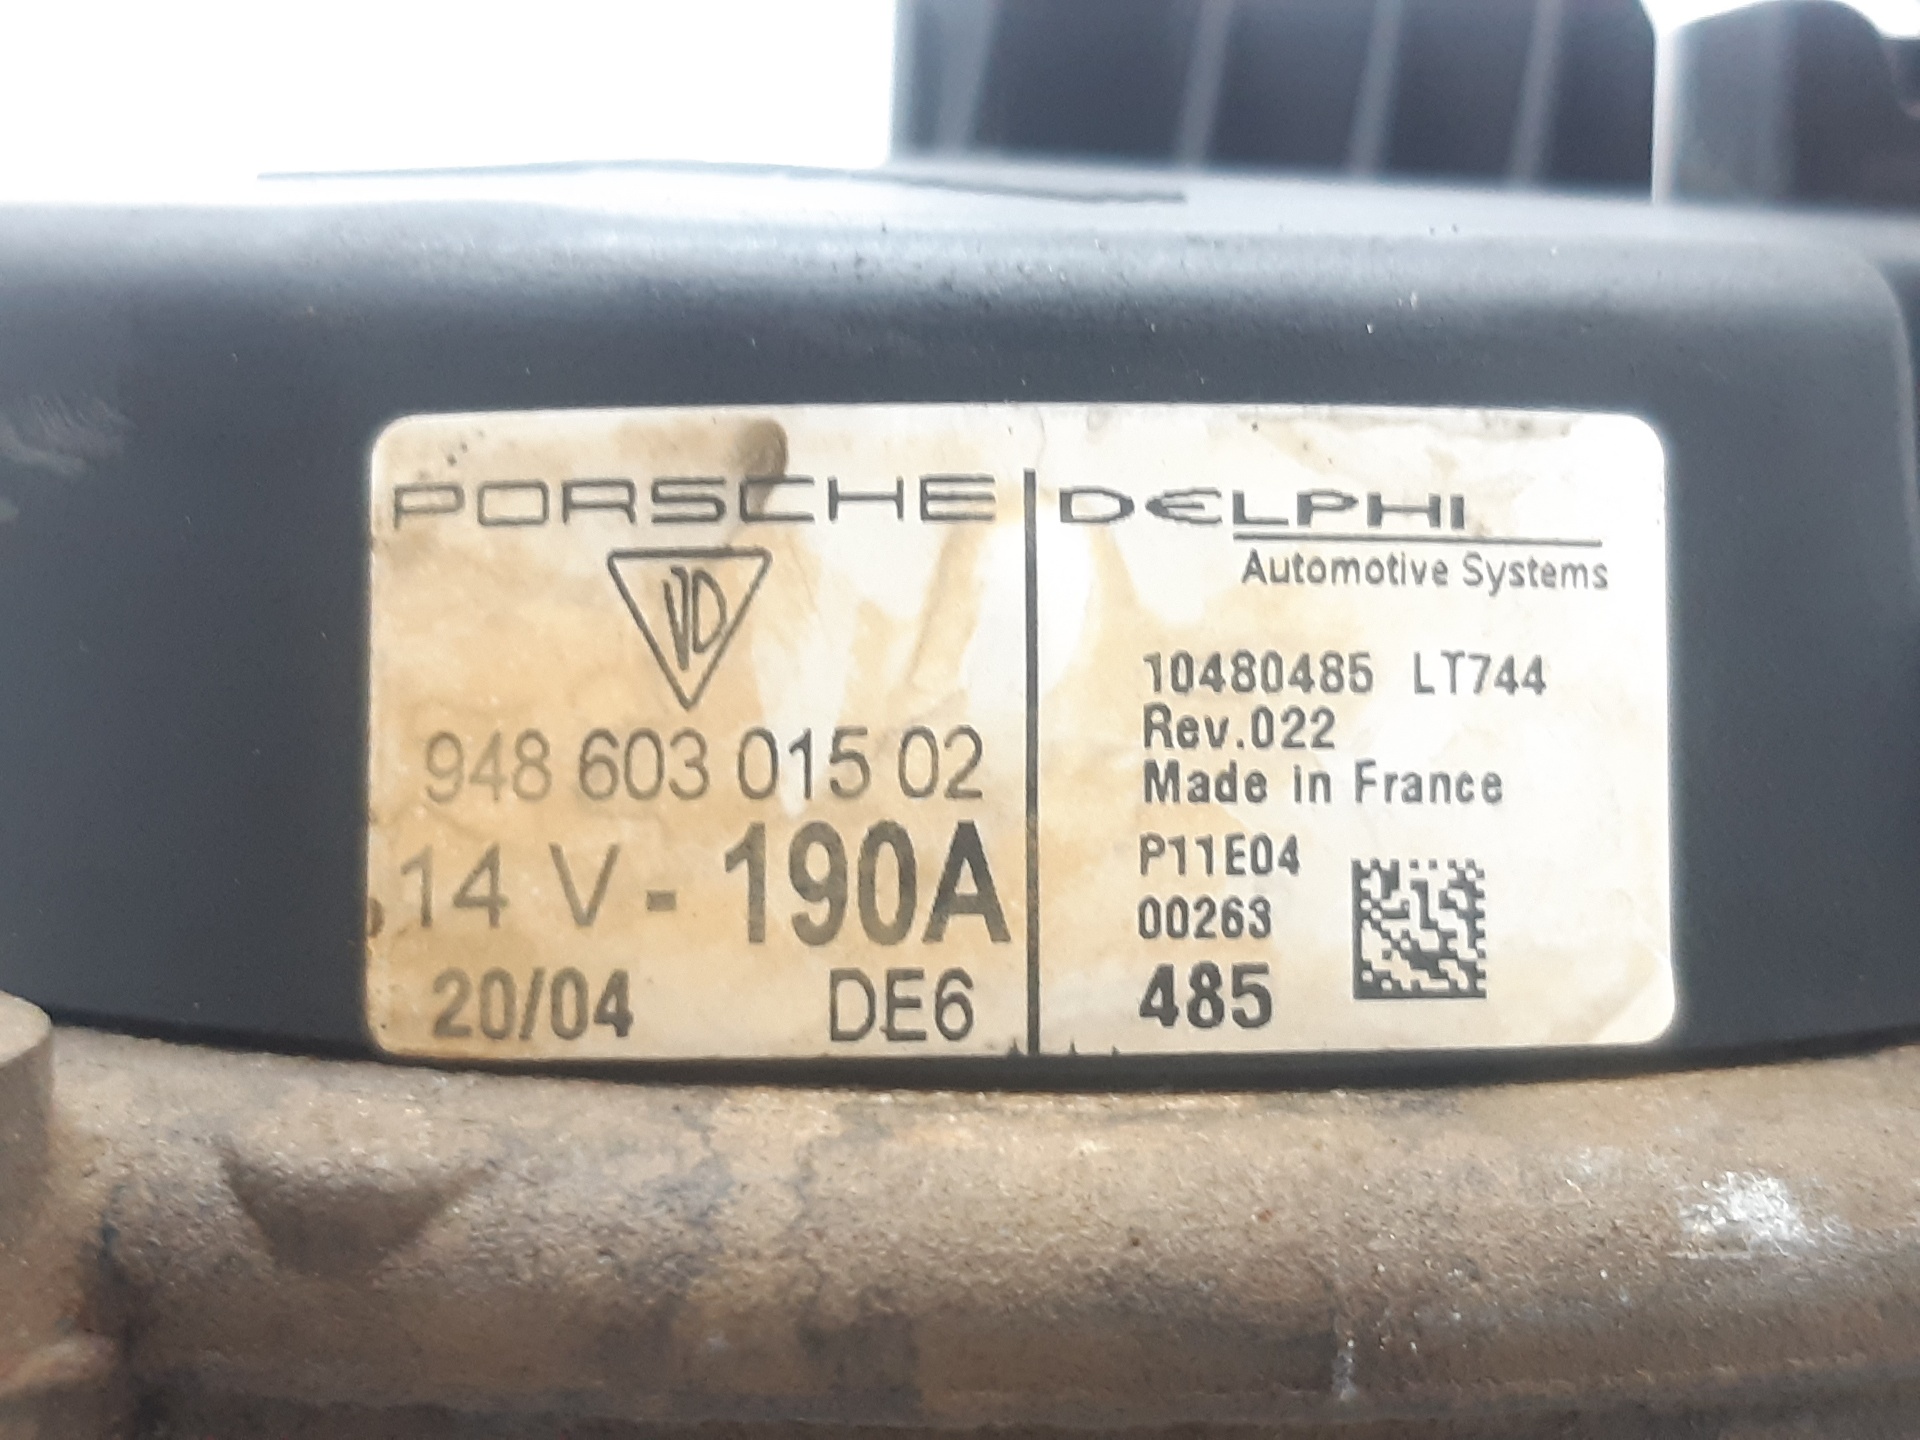 PORSCHE
948 603 015 02
14 V - 190A
20/04 DE6
DELPHI
Automotive Systems
10480485 LT744
Rev.022
Made in France
P11E04
00263
485